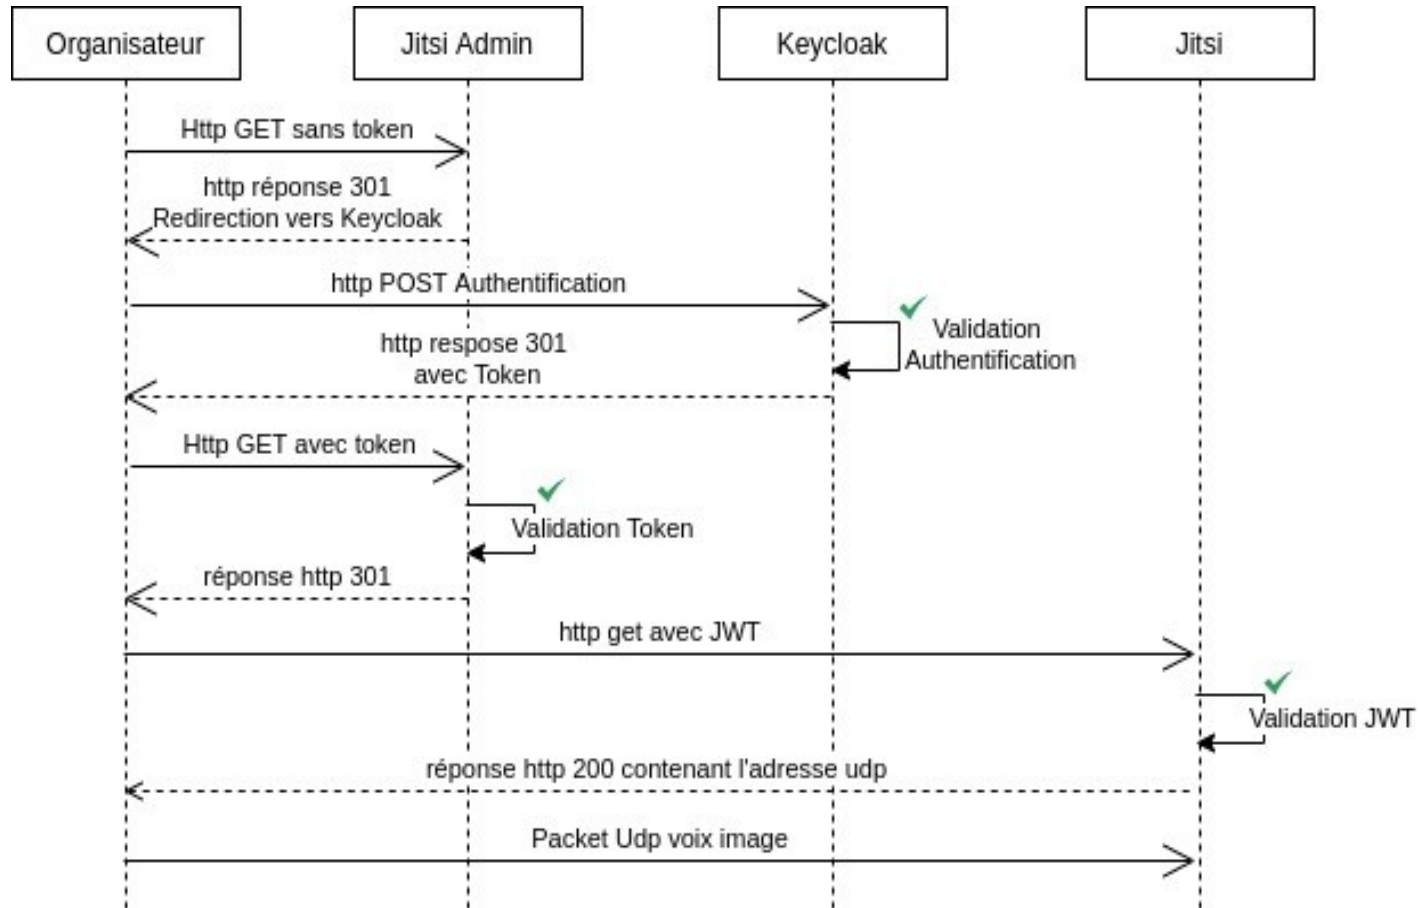 Organisateur
Jitsi Admin
Keycloak
Jitsi
Http GET sans token
http réponse 301
Redirection vers Keycloak
http POST Authentification
Validation
Authentification
http respose 301
avec Token
Http GET avec token
Validation Token
réponse http 301
http get avec JWT
Validation JWT
réponse http 200 contenant l'adresse udp
Packet Udp voix image